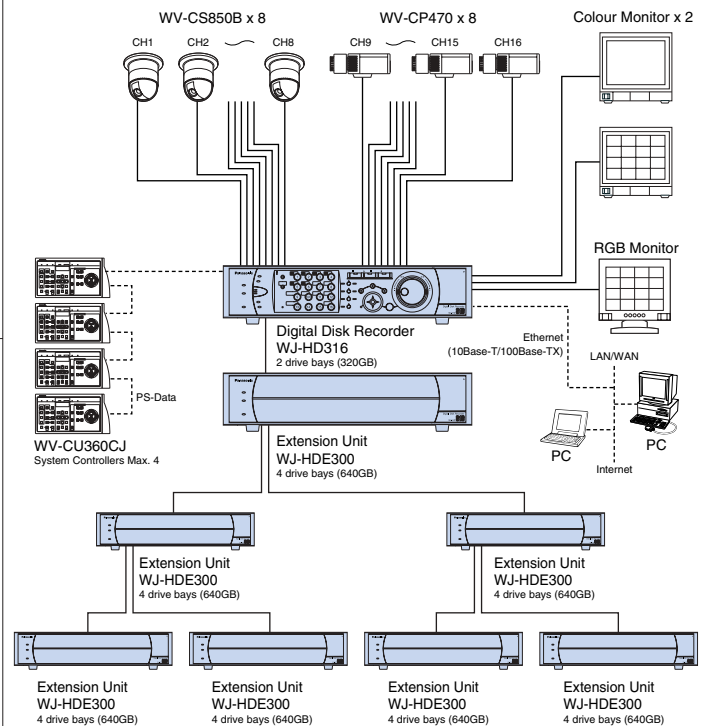 WV-CS850B x 8
WV-CP470 x 8
Colour Monitor x 2
CH1
CH2
CH8
CH9
CH15
CH16
RGB Monitor
Panasonic
Digital Disk Recorder
WJ-HD316
2 drive bays (320GB)
Ethernet
(10Base-T/100Base-TX)
LAN/WAN
PS-Data
Panasonic
WV-CU360CJ
System Controllers Max. 4
Extension Unit
WJ-HDE300
4 drive bays (640GB)
PC
PC
Internet
Extension Unit
WJ-HDE300
4 drive bays (640GB)
Extension Unit
WJ-HDE300
4 drive bays (640GB)
Extension Unit
WJ-HDE300
4 drive bays (640GB)
Extension Unit
WJ-HDE300
4 drive bays (640GB)
Extension Unit
WJ-HDE300
4 drive bays (640GB)
Extension Unit
WJ-HDE300
4 drive bays (640GB)